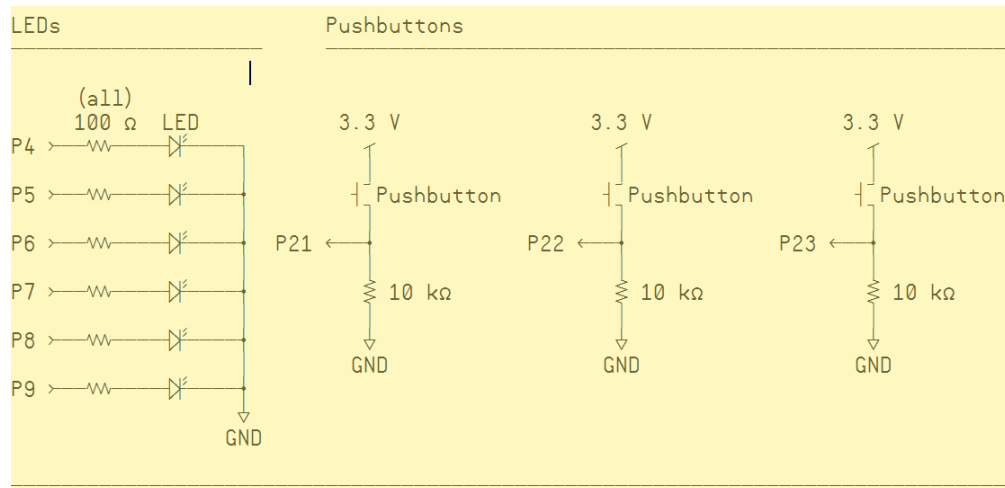 LEDs
Pushbuttons
(all)
100 Ω LED
P4
P5
P6
P7
P8
P9
GND
3.3 V
Pushbutton
P21
10 kΩ
GND
3.3 V
Pushbutton
P22
10 kΩ
GND
3.3 V
Pushbutton
P23
10 kΩ
GND